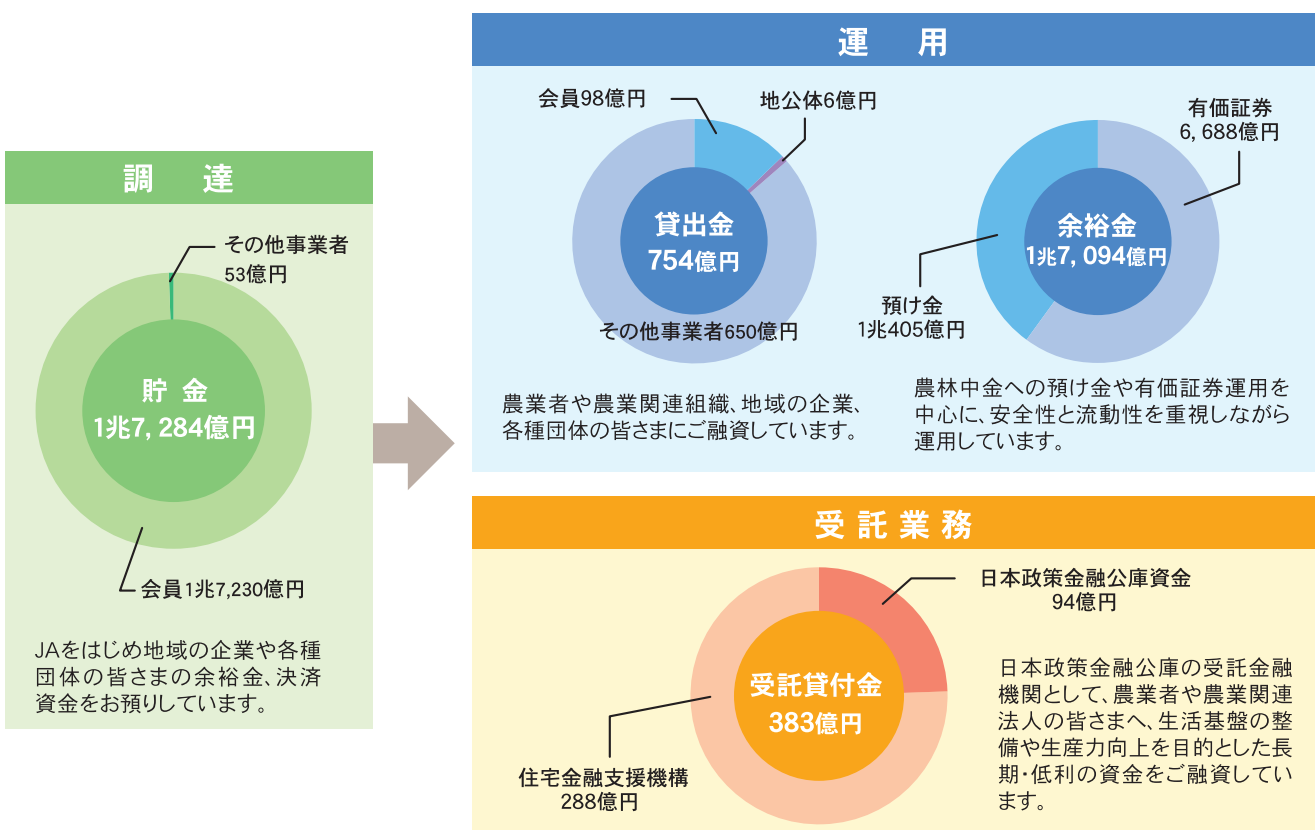 調　達
その他事業者
53億円
貯 金
1兆7, 284億円
会員1兆7,230億円
JAをはじめ地域の企業や各種
団体の皆さまの余裕金、決済
資金をお預りしています。
運　用
会員98億円
地公体6億円
貸出金
754億円
その他事業者650億円
農業者や農業関連組織、地域の企業、
各種団体の皆さまにご融資しています。
有価証券
6, 688億円
余裕金
1兆7, 094億円
預け金
1兆405億円
農林中金への預け金や有価証券運用を
中心に、安全性と流動性を重視しながら
運用しています。
受託業務
日本政策金融公庫資金
94億円
受託貸付金
383億円
住宅金融支援機構
288億円
日本政策金融公庫の受託金融
機関として、農業者や農業関連
法人の皆さまへ、生活基盤の整
備や生産力向上を目的とした長
期・低利の資金をご融資してい
ます。